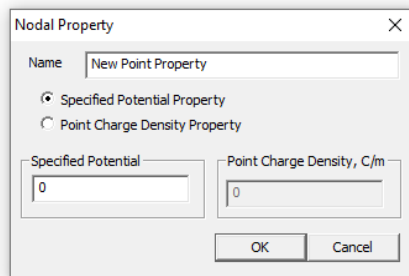 Nodal Property
Name New Point Property
Specified Potential Property
Point Charge Density Property
Specified Potential Point Charge Density, C/m
0 0
OK Cancel